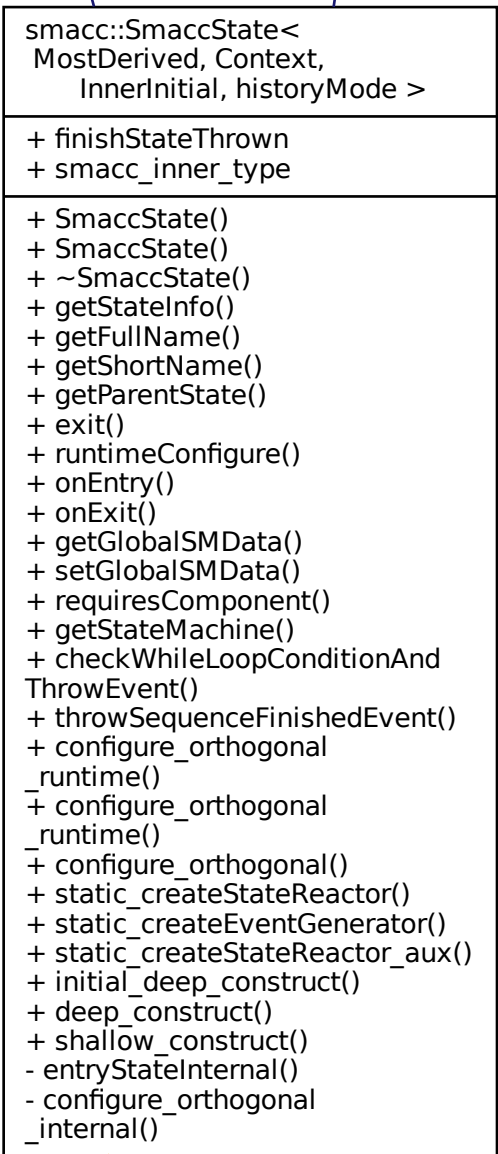 smacc::SmaccState<
MostDerived, Context,
InnerInitial, historyMode >
+ finishStateThrown
+ smacc_inner_type
+ SmaccState()
+ SmaccState()
+ ~SmaccState()
+ getStateInfo()
+ getFullName()
+ getShortName()
+ getParentState()
+ exit()
+ runtimeConfigure()
+ onEntry()
+ onExit()
+ getGlobalSMData()
+ setGlobalSMData()
+ requiresComponent()
+ getStateMachine()
+ checkWhileLoopConditionAnd
ThrowEvent()
+ throwSequenceFinishedEvent()
+ configure_orthogonal
_runtime()
+ configure_orthogonal
_runtime()
+ configure_orthogonal()
+ static_createStateReactor()
+ static_createEventGenerator()
+ static_createStateReactor_aux()
+ initial_deep_construct()
+ deep_construct()
+ shallow_construct()
- entryStateInternal()
- configure_orthogonal
_internal()